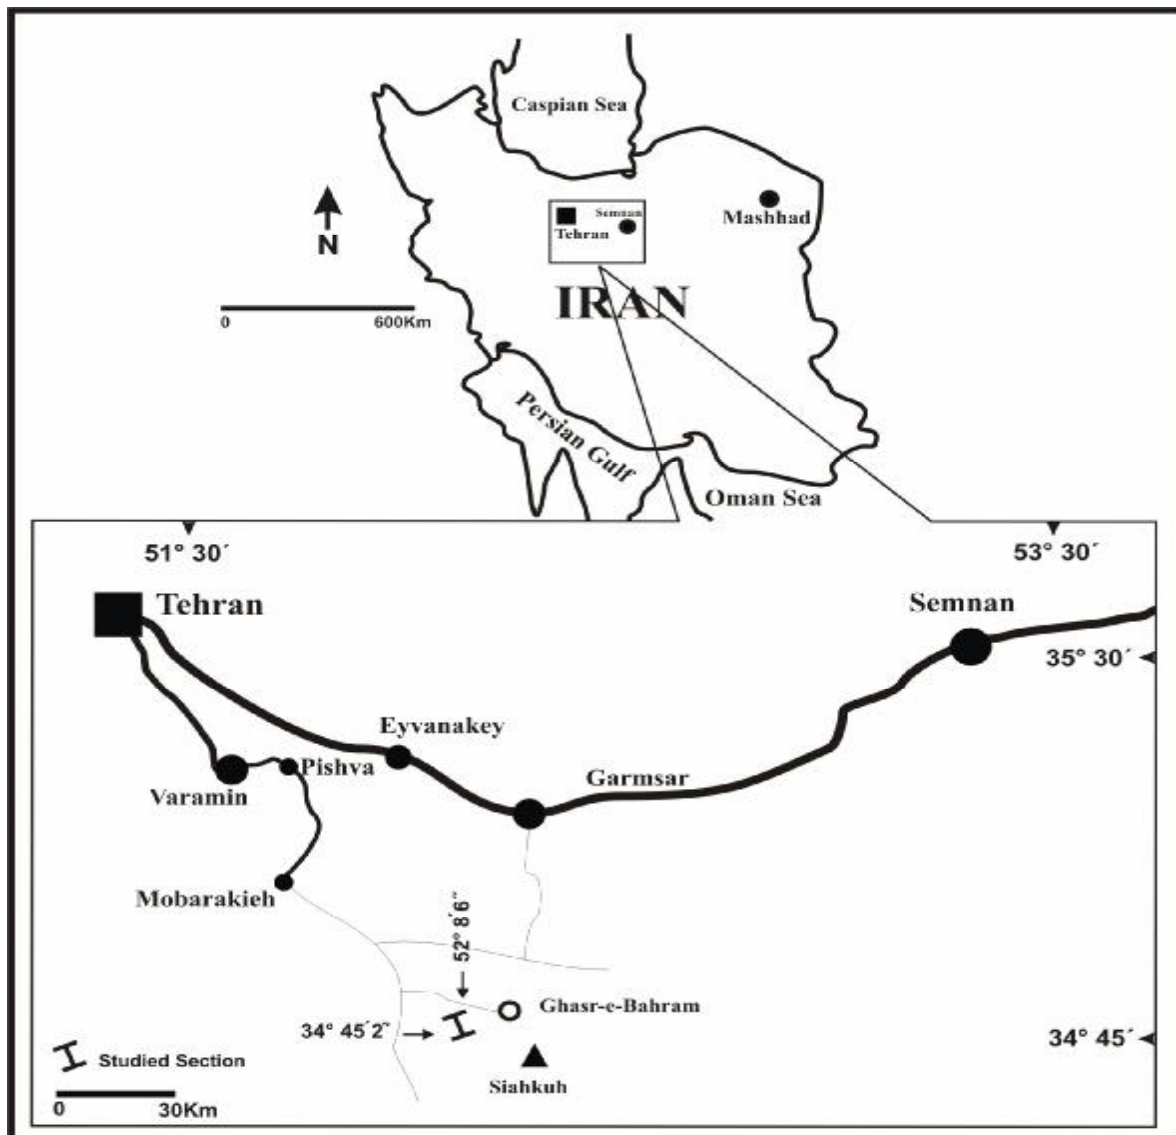 Caspian Sea
Mashhad
Semnan
Tehran
N
IRAN
0 600Km
Persian Gulf
Oman Sea
51° 30´ 53° 30´
Tehran
Semnan
35° 30´
Eyvanakey
Pishva
Garmsar
Varamin
Mobarakieh
52° 8´6˝
Ghasr-e-Bahram
34° 45´2˝
34° 45´
Studied Section
Siahkuh
0 30Km